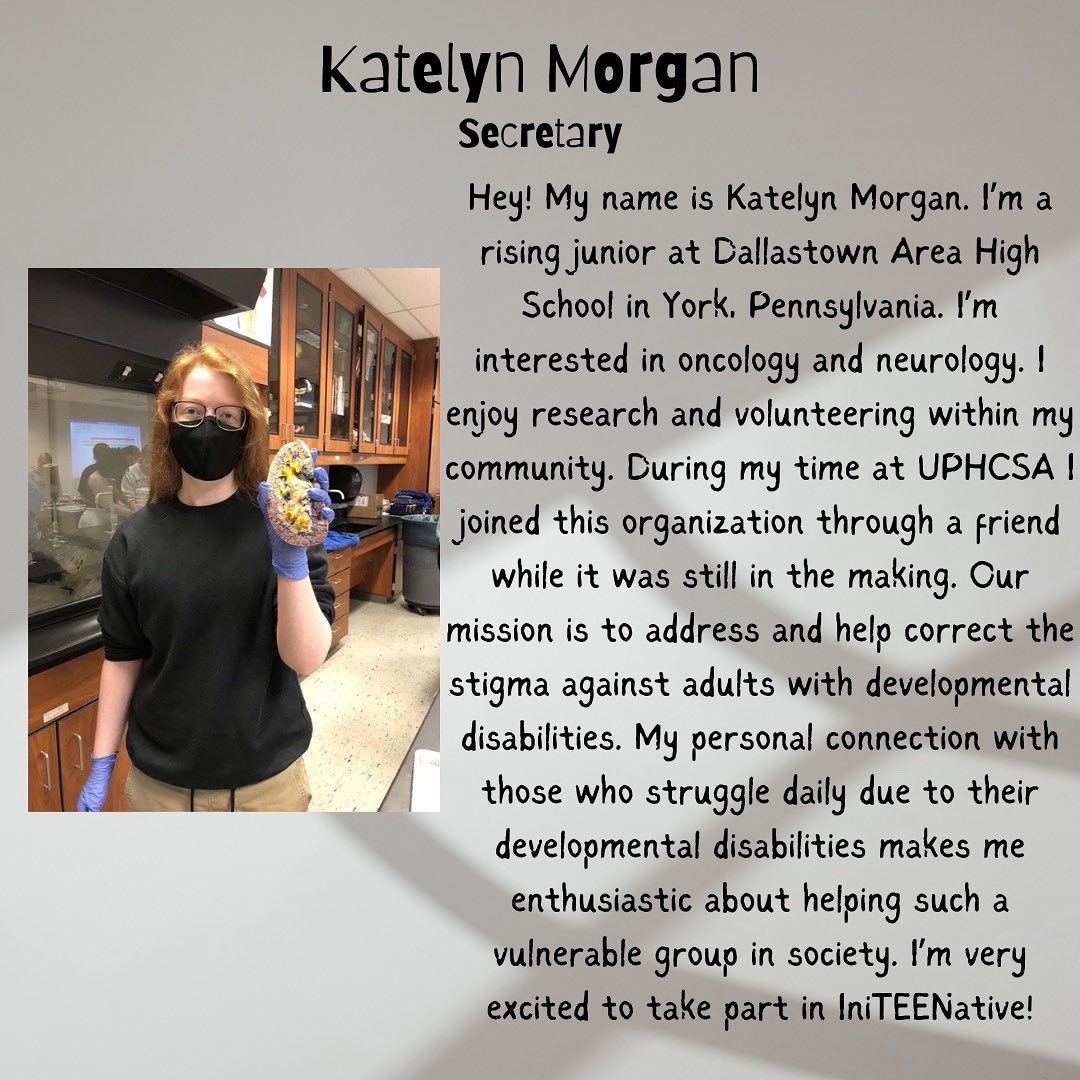 Katelyn Morgan
Secretary
Hey! My name is Katelyn Morgan. I'm a
rising junior at Dallastown Area High
School in York, Pennsylvania. I'm
interested in oncology and neurology. I
enjoy research and volunteering within my
community. During my time at UPHCSA I
joined this organization through a friend
while it was still in the making. Our
mission is to address and help correct the
stigma against adults with developmental
disabilities. My personal connection with
those who struggle daily due to their
developmental disabilities makes me
enthusiastic about helping such a
vulnerable group in society. I'm very
excited to take part in IniTEENative!